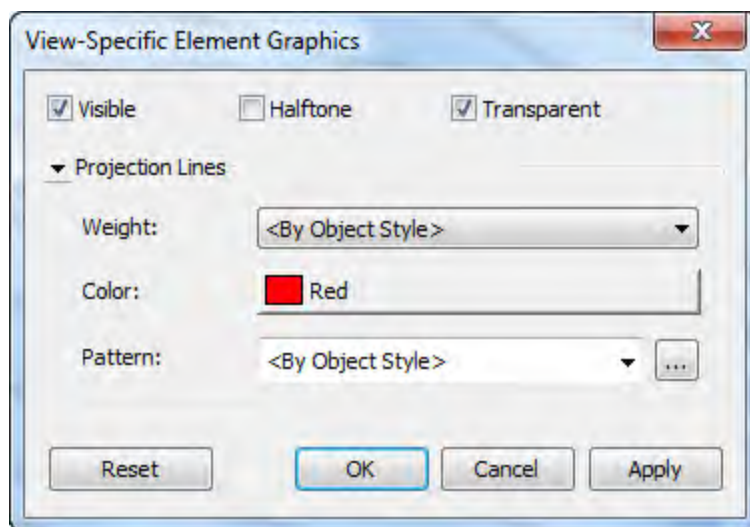 View-Specific Element Graphics
Visible Halftone Transparent
Projection Lines
Weight: <By Object Style>
Color: Red
Pattern: <By Object Style> ...
Reset OK Cancel Apply